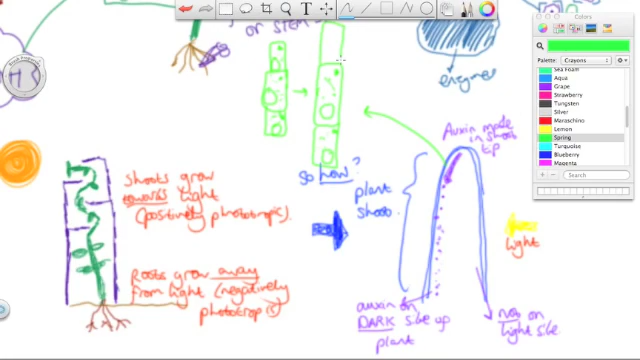 or stem
engines
Auxin made
in shoot
tip
so how?
plant
shoot
shoots grow
towards light
(positively phototropic).
Roots grow away
from light (negatively
phototropic)
light
auxin on
DARK side of
plant
not on
light side
Colors
Palette: Crayons
Sea Foam
Aqua
Grape
Strawberry
Tungsten
Silver
Maraschino
Lemon
Spring
Turquoise
Blueberry
Magenta
Search